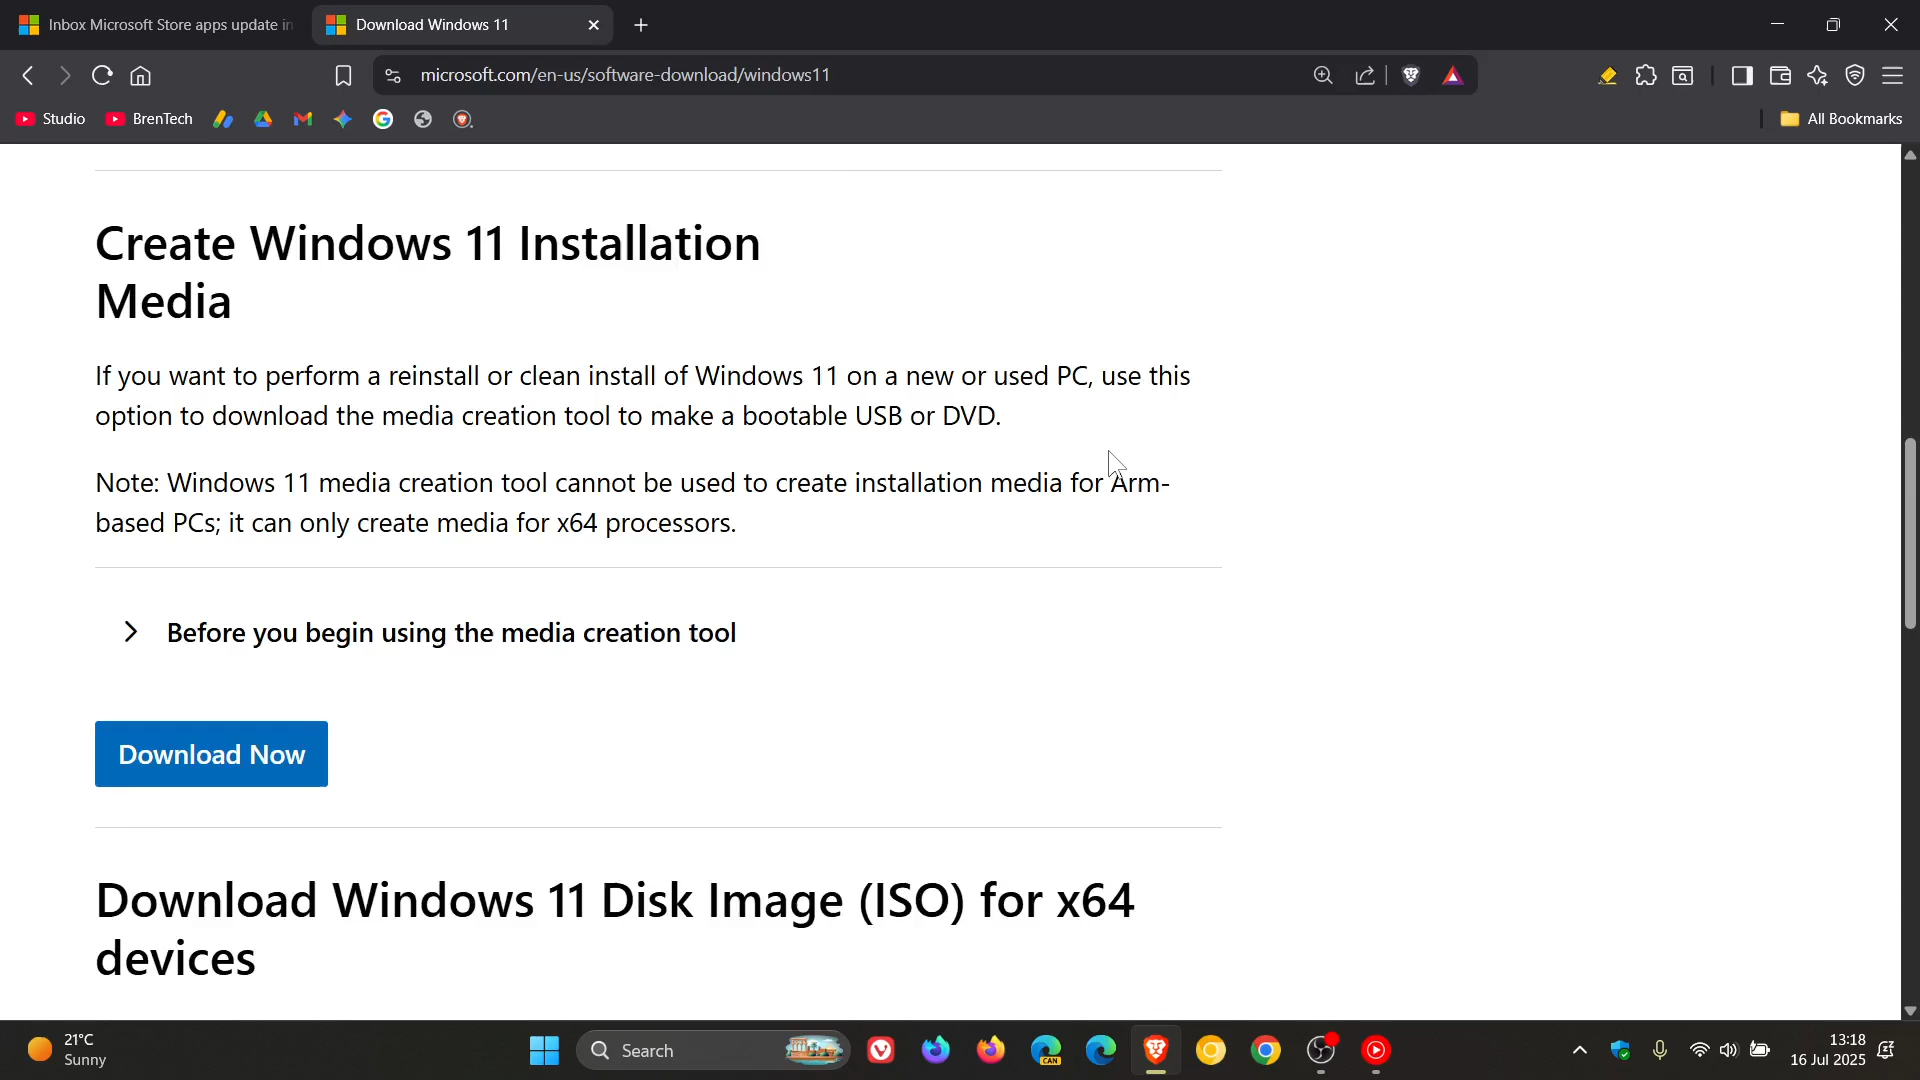 Inbox Microsoft Store apps update in
Download Windows 11
microsoft.com/en-us/software-download/windows11
Studio
BrenTech
All Bookmarks
Create Windows 11 Installation
Media
If you want to perform a reinstall or clean install of Windows 11 on a new or used PC, use this
option to download the media creation tool to make a bootable USB or DVD.
Note: Windows 11 media creation tool cannot be used to create installation media for Arm-
based PCs; it can only create media for x64 processors.
Before you begin using the media creation tool
Download Now
Download Windows 11 Disk Image (ISO) for x64
devices
21°C
Sunny
Search
CAN
13:18
16 Jul 2025